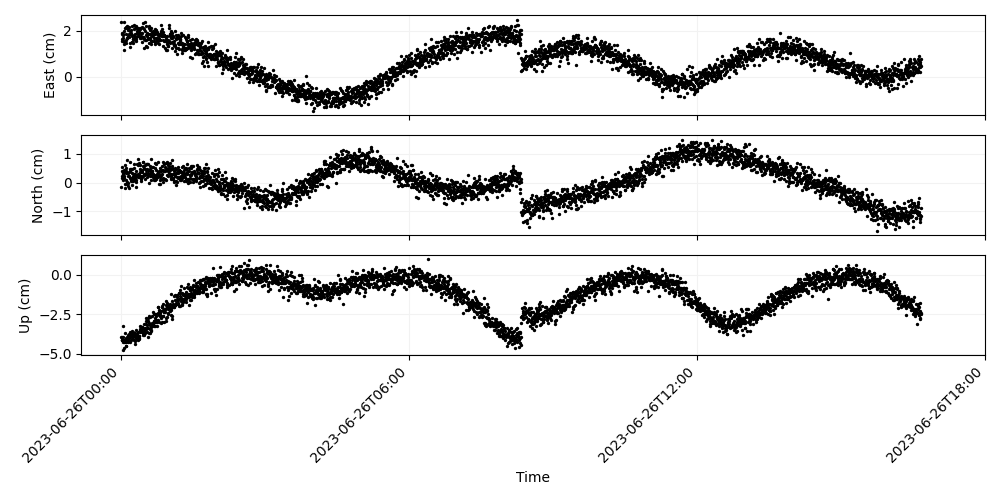 East (cm)
2
0
North (cm)
1
0
−1
Up (cm)
0.0
−2.5
−5.0
2023-06-26T00:00
2023-06-26T06:00
2023-06-26T12:00
2023-06-26T18:00
Time